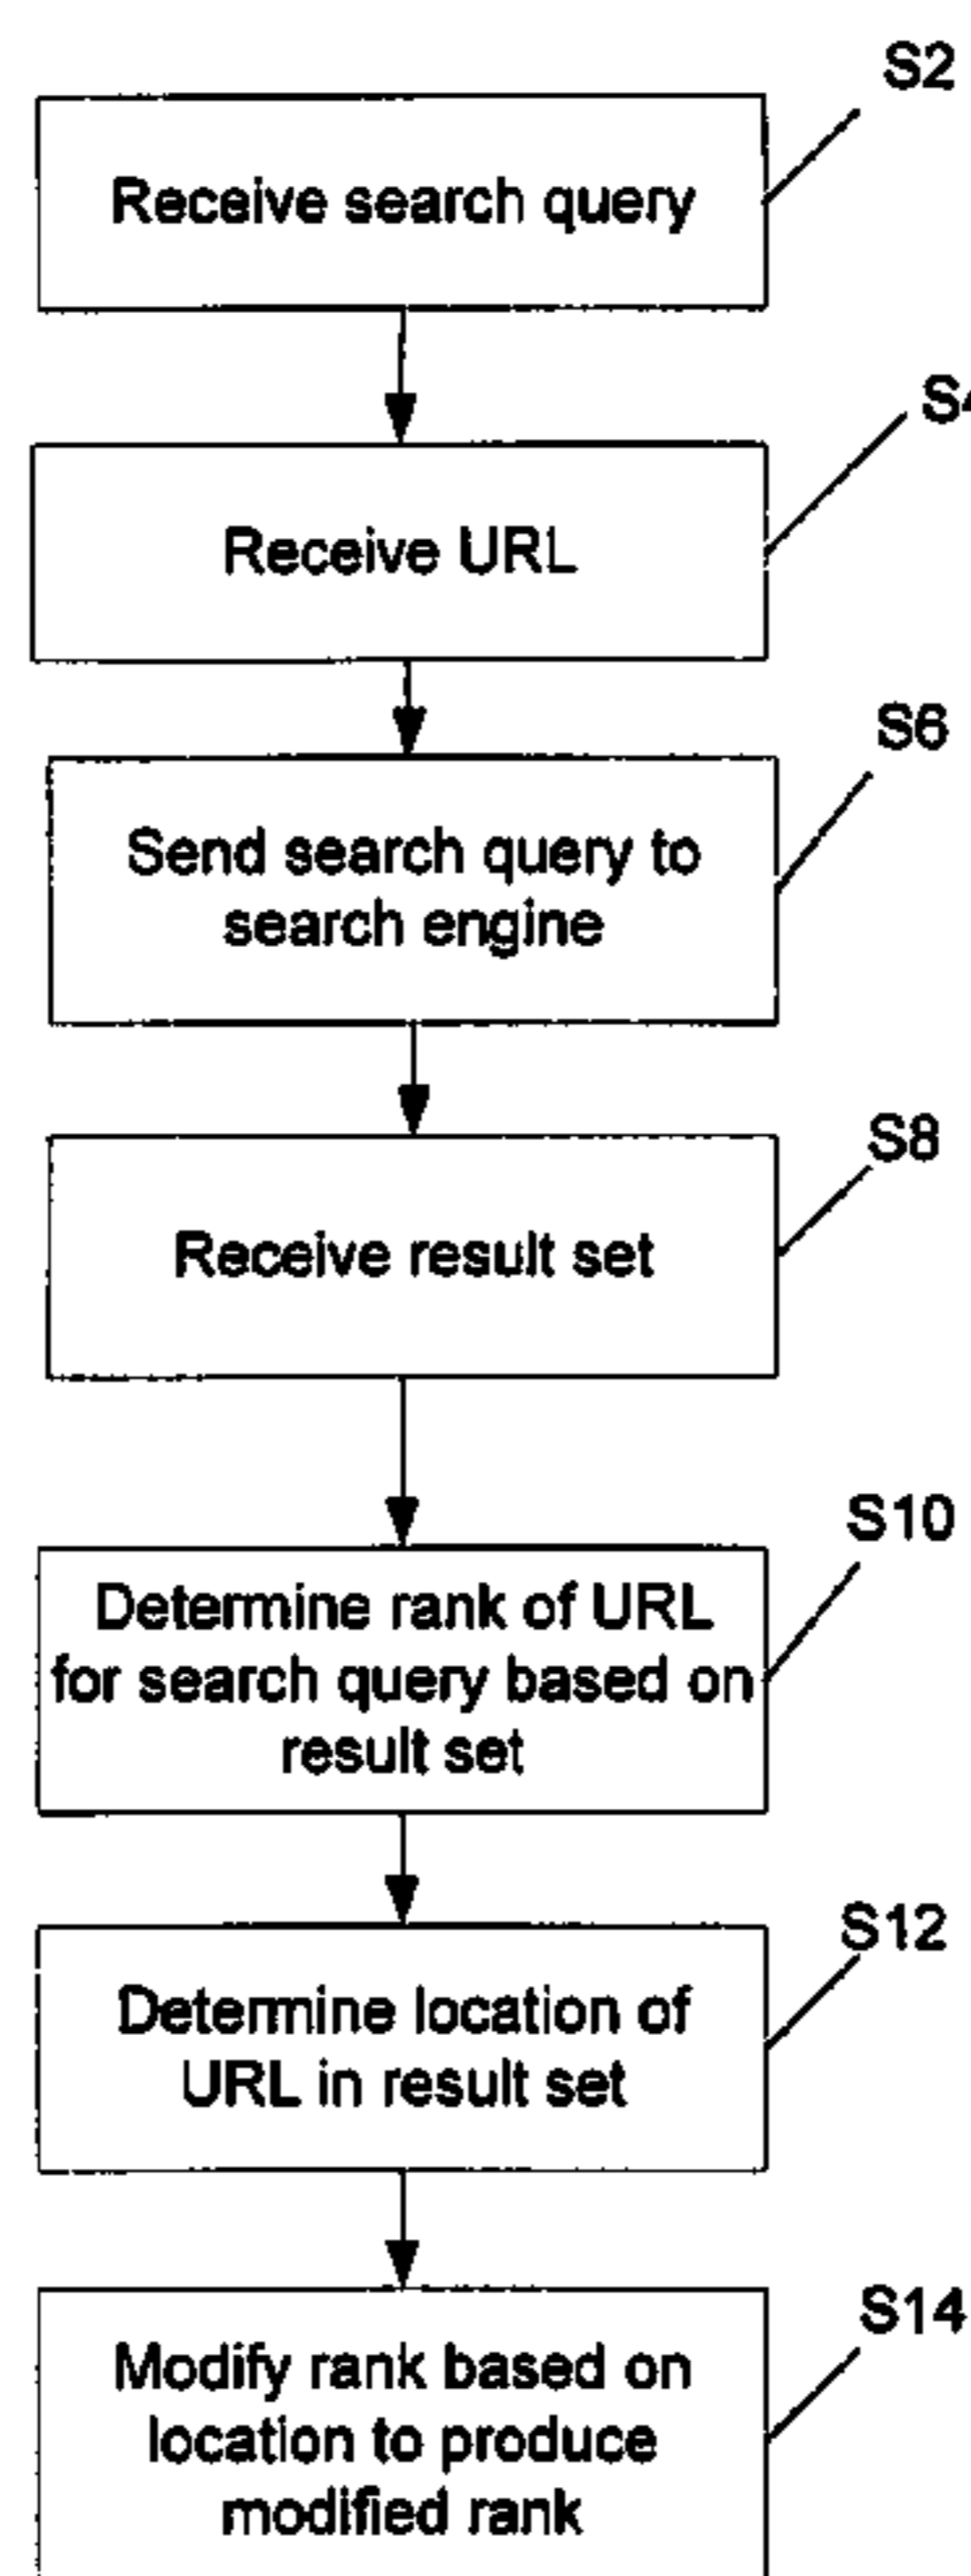 S2
Receive search query
Receive URL
S6
Send search query to
search engine
S8
Receive result set
S10
Determine rank of URL
for search query based on
result set
S12
Determine location of
URL in result set
S14
Modify rank based on
location to produce
modified rank